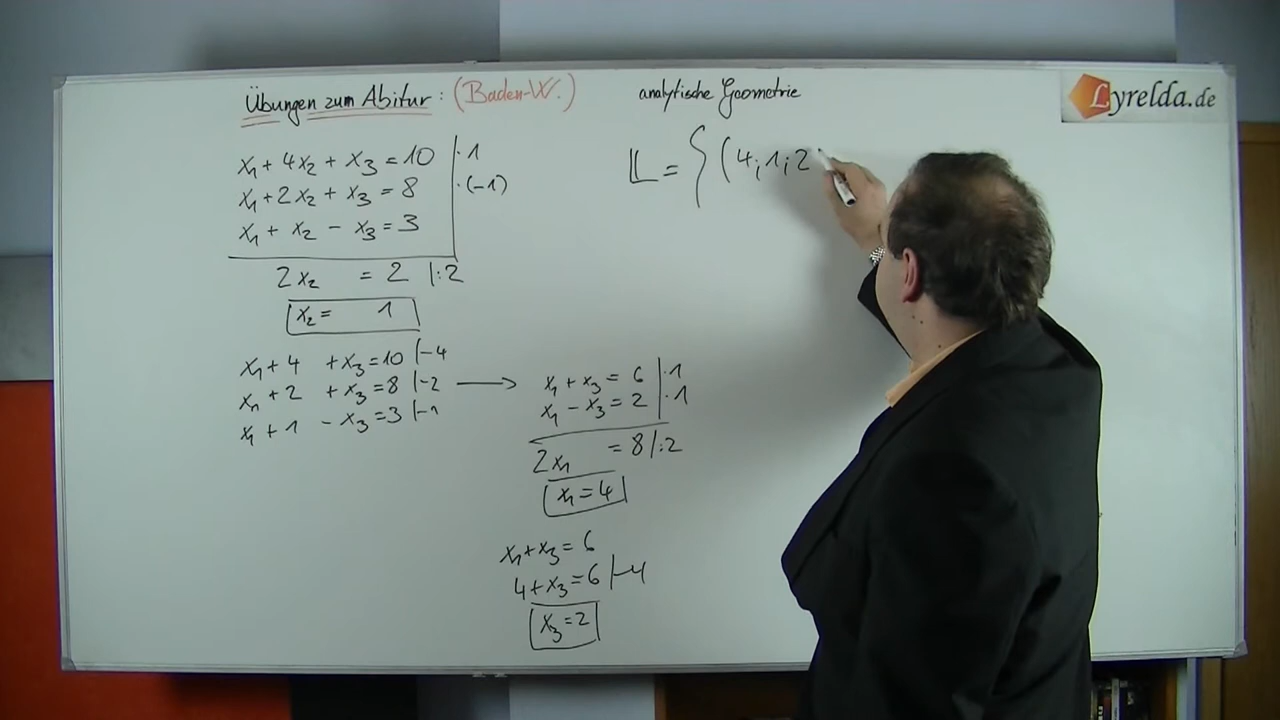 Übungen zum Abitur: (Baden-W.)
analytische Geometrie
Lyrelda.de
x₁ + 4x₂ + x₃ = 10 |·1
x₁ + 2x₂ + x₃ = 8 |·(-1)
x₁ + x₂ - x₃ = 3
2x₂ = 2 |:2
x₂ = 1
x₁ + 4 + x₃ = 10 |-4
x₁ + 2 + x₃ = 8 |-2
x₁ + 1 - x₃ = 3 |-1
→
x₁ + x₃ = 6 |·1
x₁ - x₃ = 2 |·1
2x₁ = 8 |:2
x₁ = 4
x₁ + x₃ = 6
4 + x₃ = 6 |-4
x₃ = 2
𝕃 = { (4;1;2